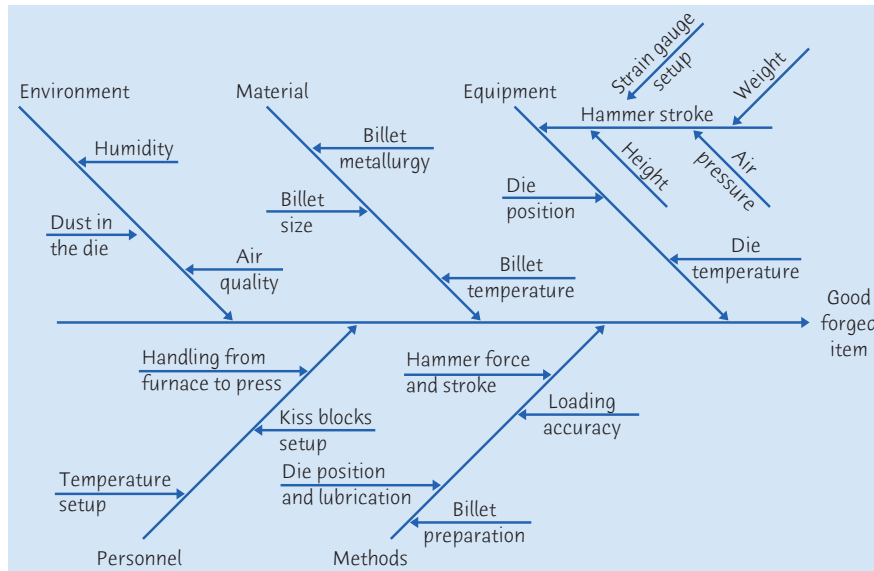 Environment
Material
Equipment
Strain gauge
setup
Weight
Hammer stroke
Height
Air
pressure
Humidity
Dust in
the die
Air
quality
Billet
metallurgy
Billet
size
Billet
temperature
Die
position
Die
temperature
Good
forged
item
Handling from
furnace to press
Kiss blocks
setup
Temperature
setup
Personnel
Hammer force
and stroke
Loading
accuracy
Die position
and lubrication
Billet
preparation
Methods